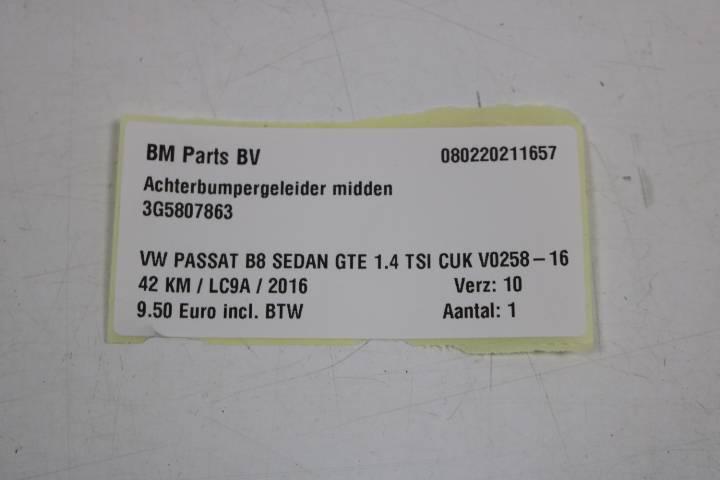 BM Parts BV 080220211657
Achterbumpergeleider midden
3G5807863
VW PASSAT B8 SEDAN GTE 1.4 TSI CUK V0258-16
42 KM / LC9A / 2016 Verz: 10
9.50 Euro incl. BTW Aantal: 1